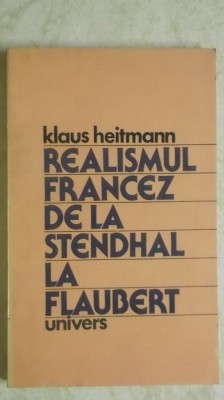 klaus heitmann
REALISMUL
FRANCEZ
DE LA
STENDHAL
LA
FLAUBERT
univers